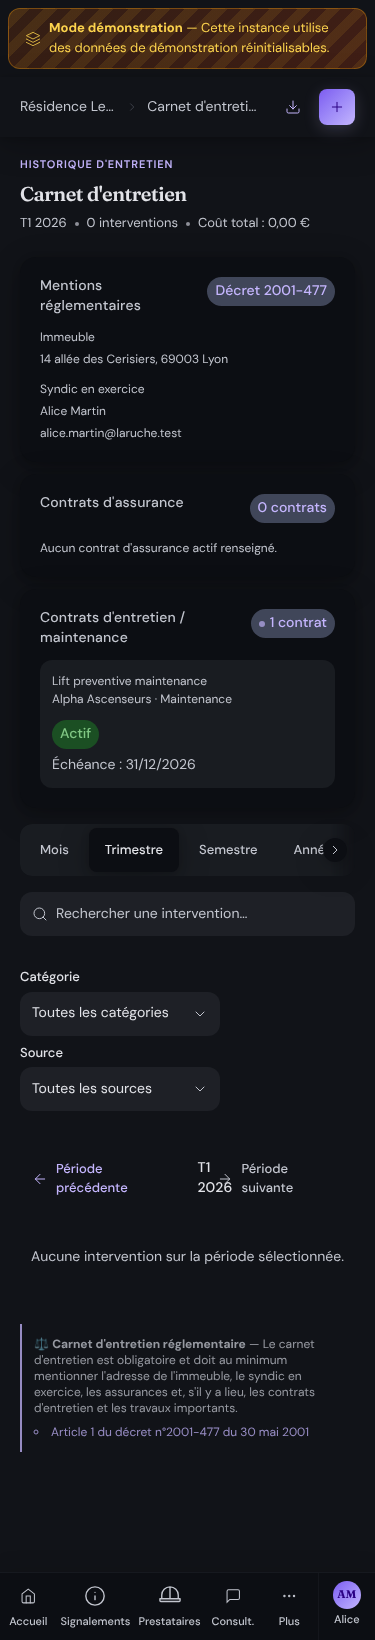 Mode démonstration — Cette instance utilise
des données de démonstration réinitialisables.
Résidence Le... > Carnet d'entreti...
HISTORIQUE D'ENTRETIEN
Carnet d'entretien
T1 2026 • 0 interventions • Coût total : 0,00 €
Mentions
réglementaires
Décret 2001-477
Immeuble
14 allée des Cerisiers, 69003 Lyon
Syndic en exercice
Alice Martin
alice.martin@laruche.test
Contrats d'assurance
0 contrats
Aucun contrat d'assurance actif renseigné.
Contrats d'entretien /
maintenance
1 contrat
Lift preventive maintenance
Alpha Ascenseurs · Maintenance
Actif
Échéance : 31/12/2026
Mois Trimestre Semestre Anné
Rechercher une intervention...
Catégorie
Toutes les catégories
Source
Toutes les sources
Période
précédente
T1
2026
Période
suivante
Aucune intervention sur la période sélectionnée.
⚖️ Carnet d'entretien réglementaire — Le carnet
d'entretien est obligatoire et doit au minimum
mentionner l'adresse de l'immeuble, le syndic en
exercice, les assurances et, s'il y a lieu, les contrats
d'entretien et les travaux importants.
Article 1 du décret n°2001-477 du 30 mai 2001
AM
Accueil Signalements Prestataires Consult. Plus Alice